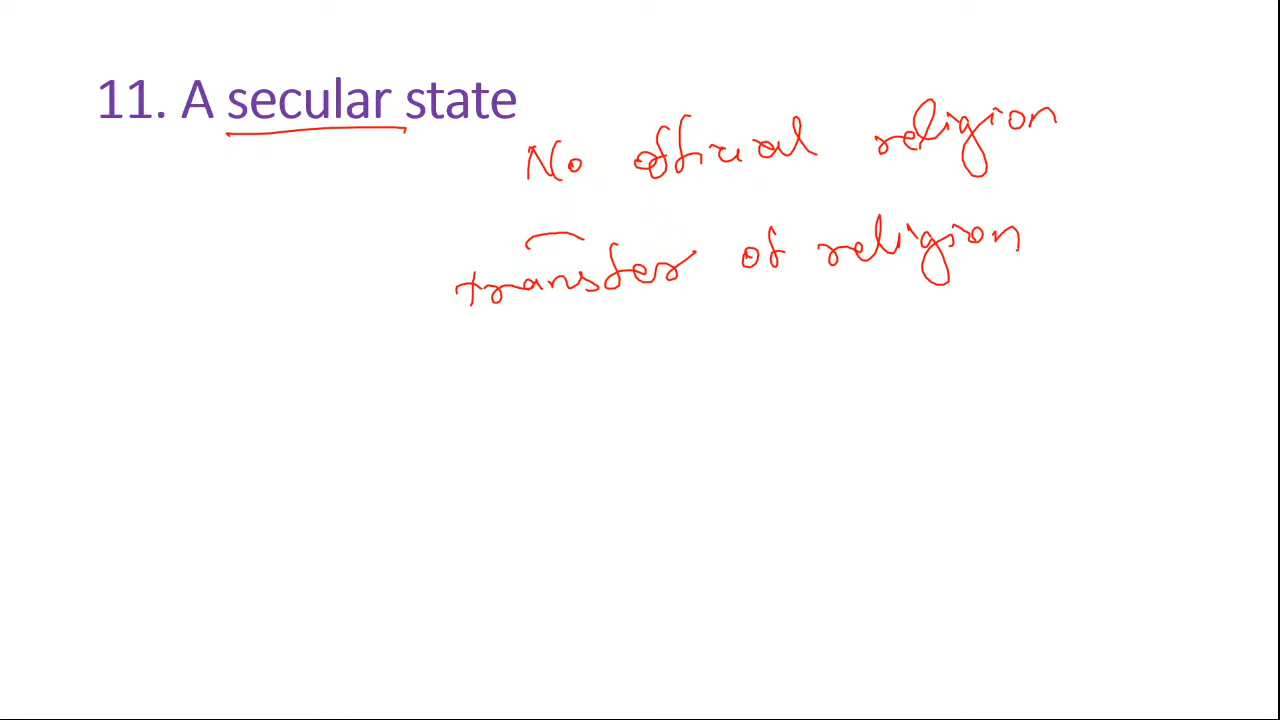 11. A secular state
No official religion
transfer of religion